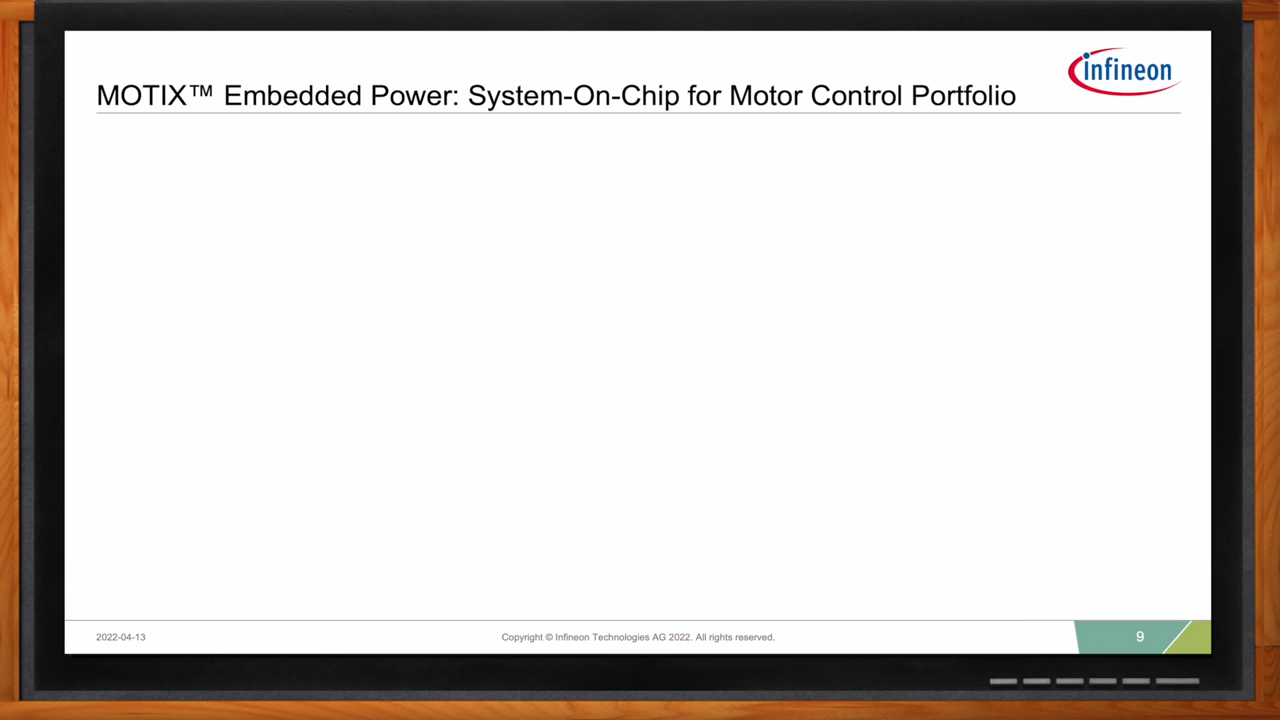 infineon
MOTIX™ Embedded Power: System-On-Chip for Motor Control Portfolio
2022-04-13
Copyright © Infineon Technologies AG 2022. All rights reserved.
9